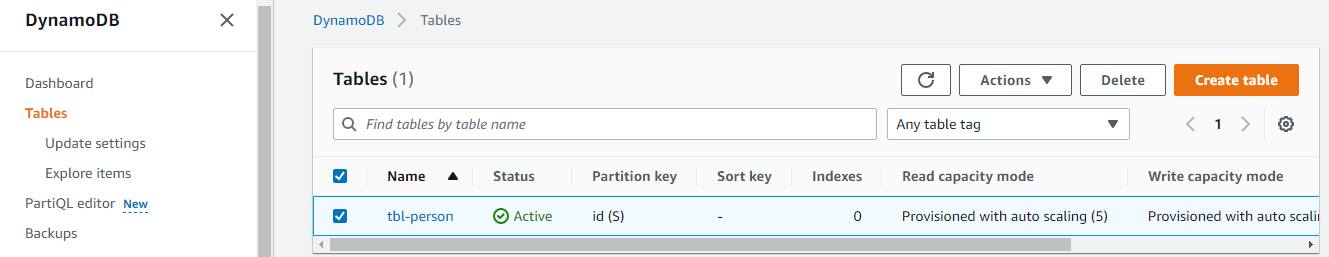 DynamoDB
Dashboard
Tables
Update settings
Explore items
PartiQL editor New
Backups
DynamoDB Tables
Tables (1) Actions Delete Create table
Find tables by table name Any table tag 1
Name Status Partition key Sort key Indexes Read capacity mode Write capacity mode
tbl-person Active id (S) - 0 Provisioned with auto scaling (5) Provisioned with auto scali